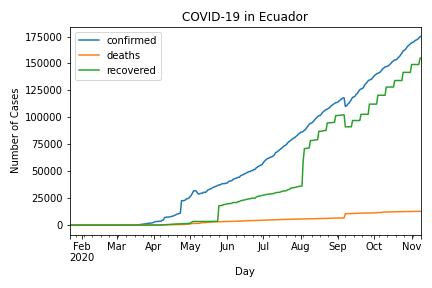 COVID-19 in Ecuador
confirmed
deaths
recovered
Number of Cases
175000
150000
125000
100000
75000
50000
25000
0
Feb Mar Apr May Jun Jul Aug Sep Oct Nov
2020
Day